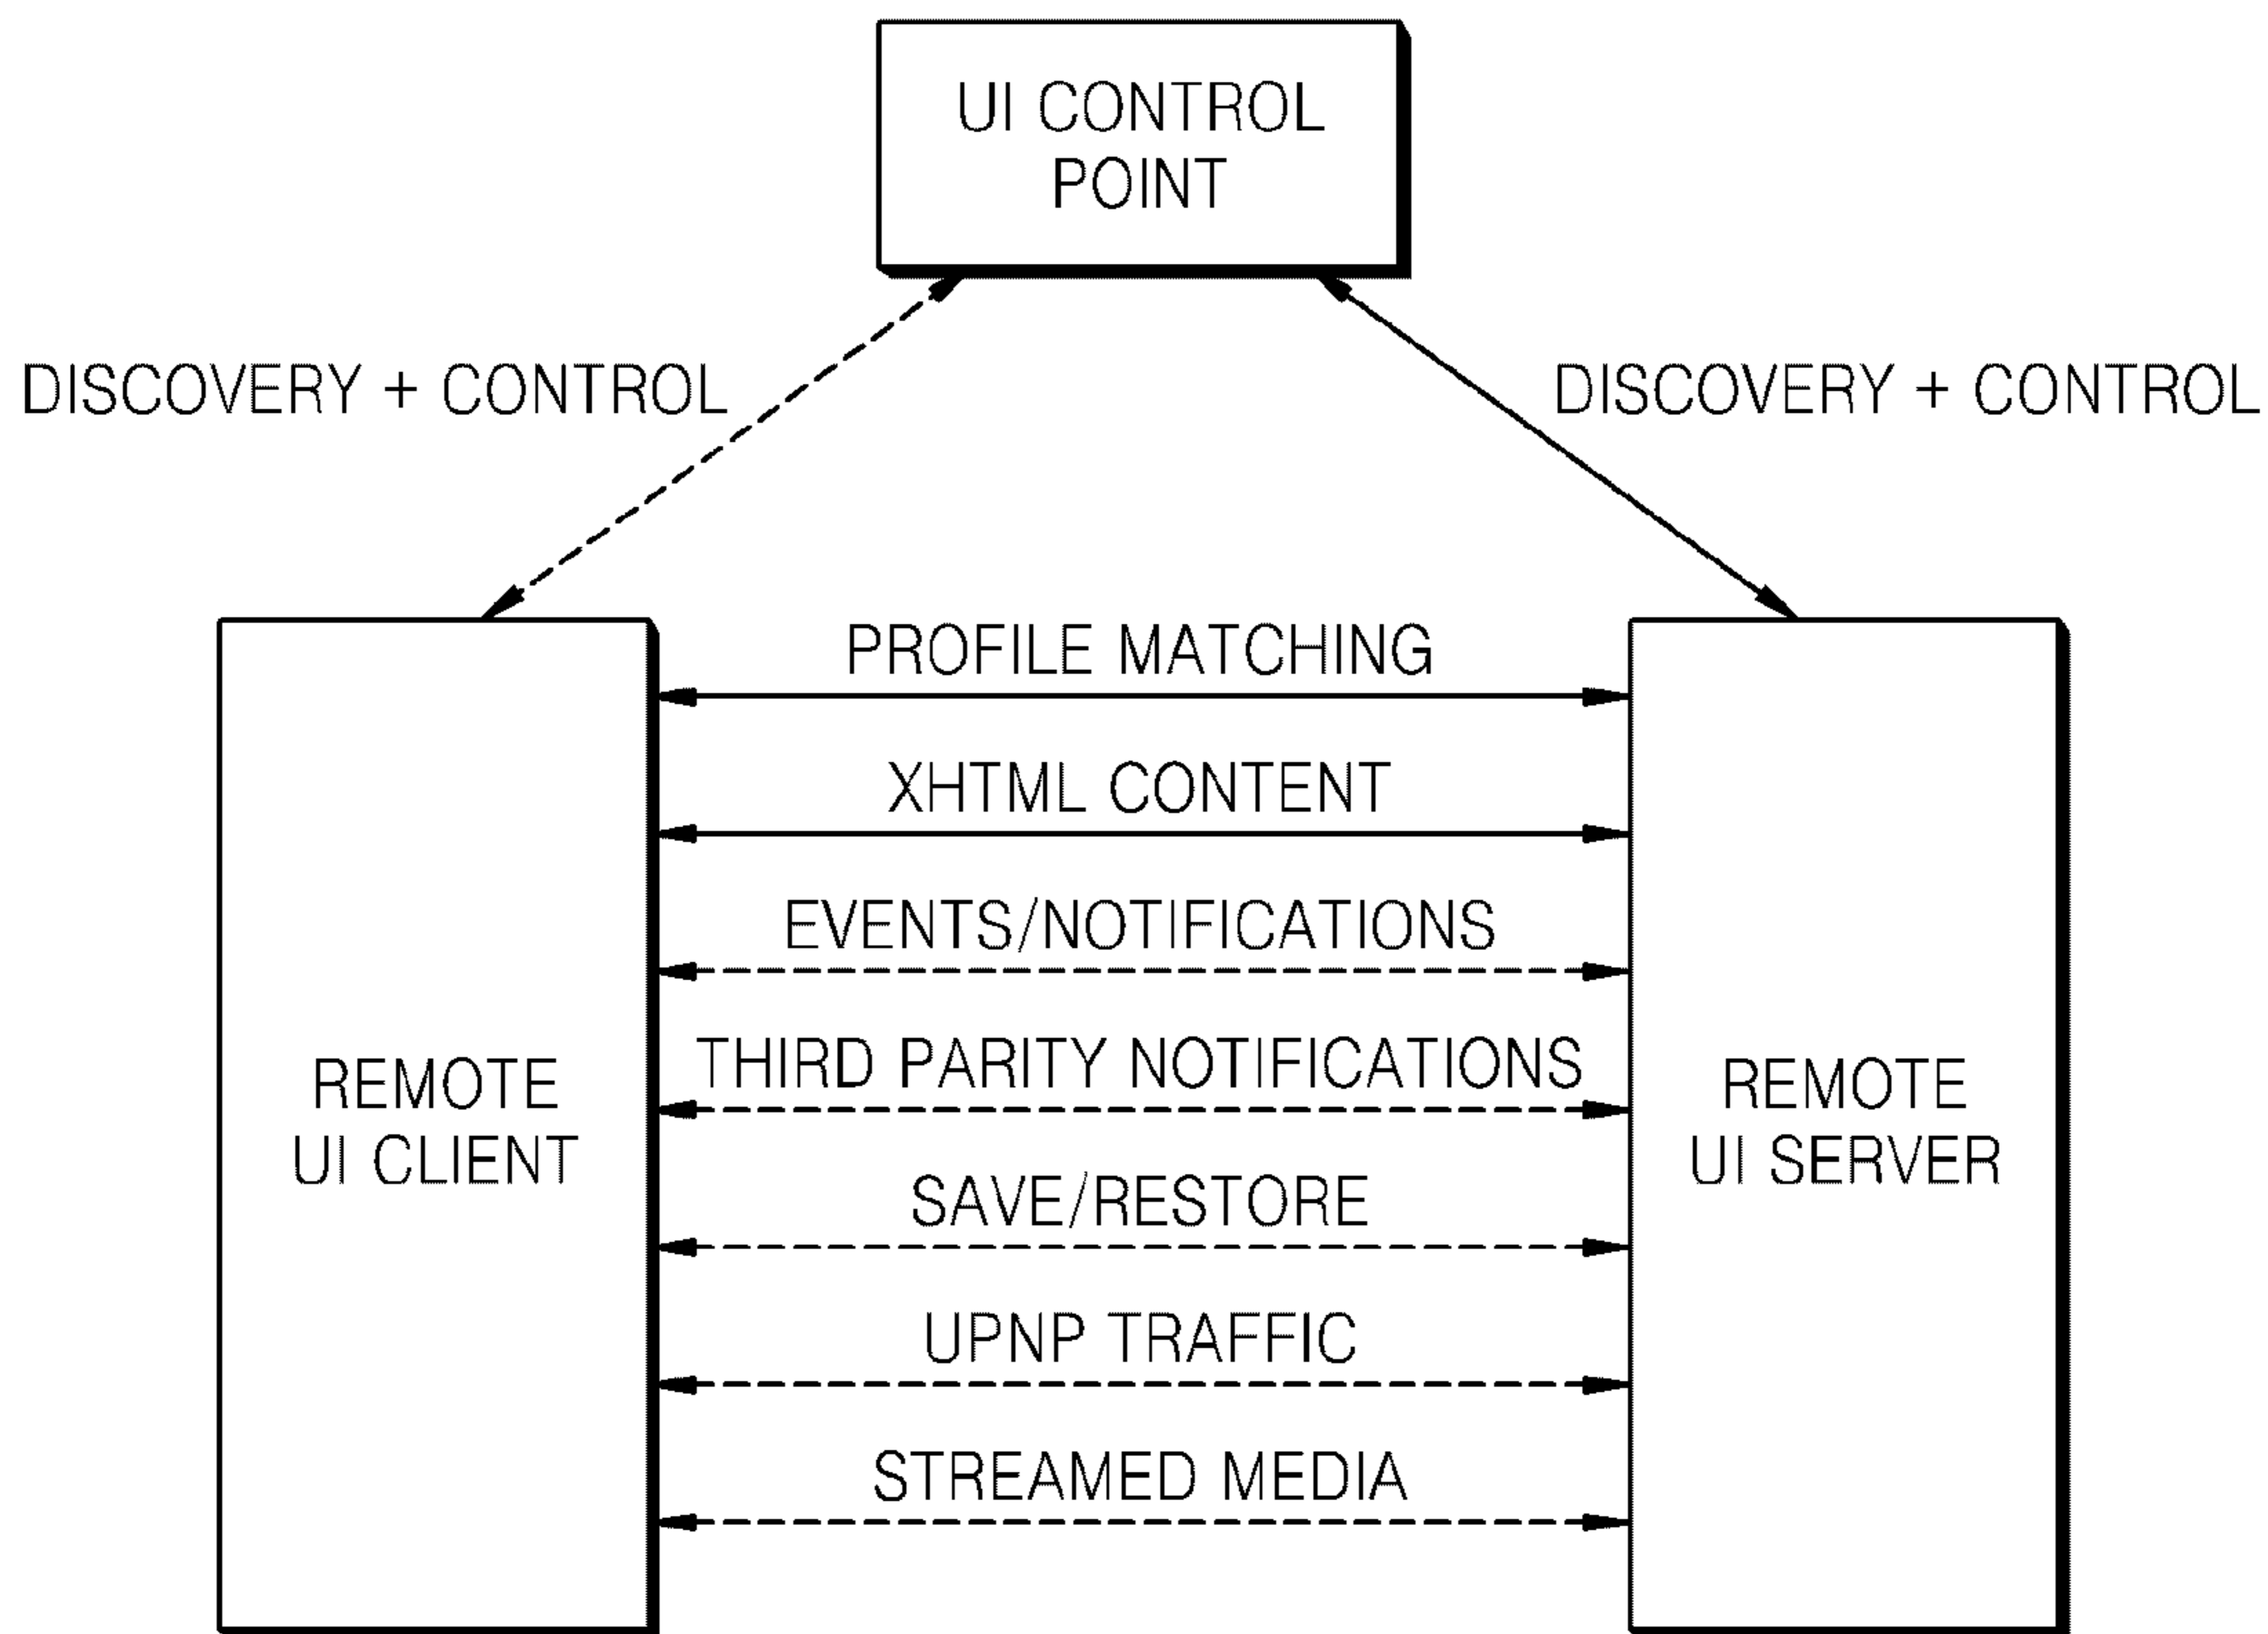 UI CONTROL
POINT
DISCOVERY + CONTROL
DISCOVERY + CONTROL
PROFILE MATCHING
XHTML CONTENT
EVENTS/NOTIFICATIONS
THIRD PARITY NOTIFICATIONS
REMOTE
UI CLIENT
REMOTE
UI SERVER
SAVE/RESTORE
UPNP TRAFFIC
STREAMED MEDIA